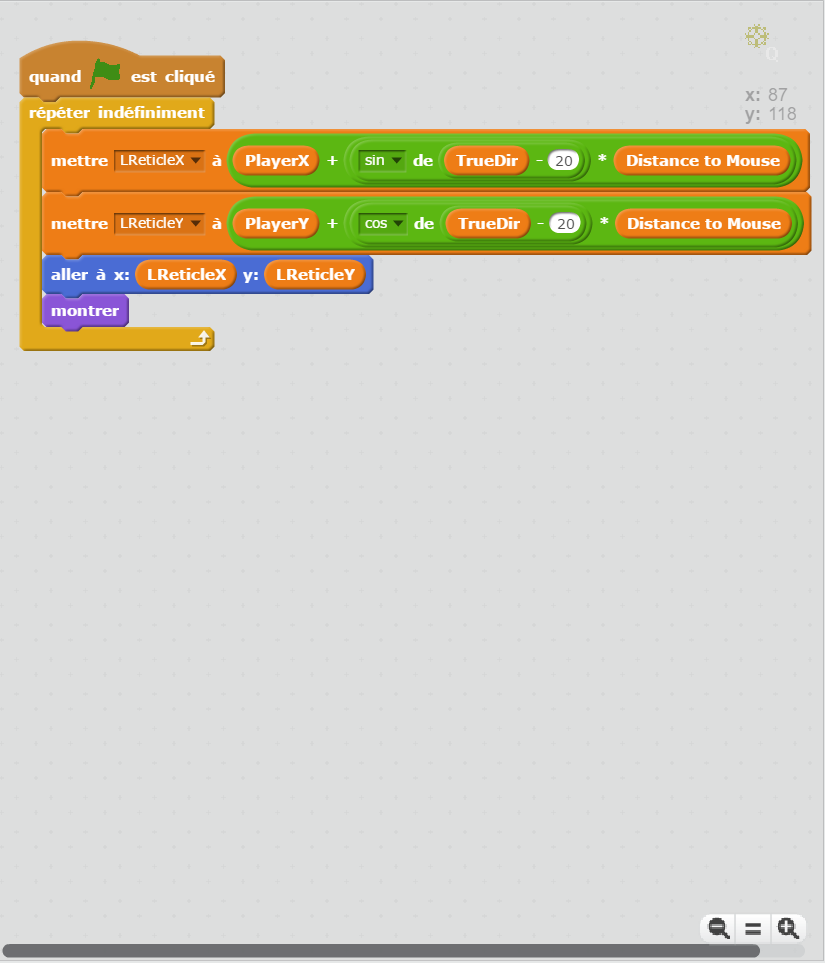 Q
x: 87
y: 118
quand est cliqué
répéter indéfiniment
mettre LReticleX à PlayerX + sin de TrueDir - 20 * Distance to Mouse
mettre LReticleY à PlayerY + cos de TrueDir - 20 * Distance to Mouse
aller à x: LReticleX y: LReticleY
montrer